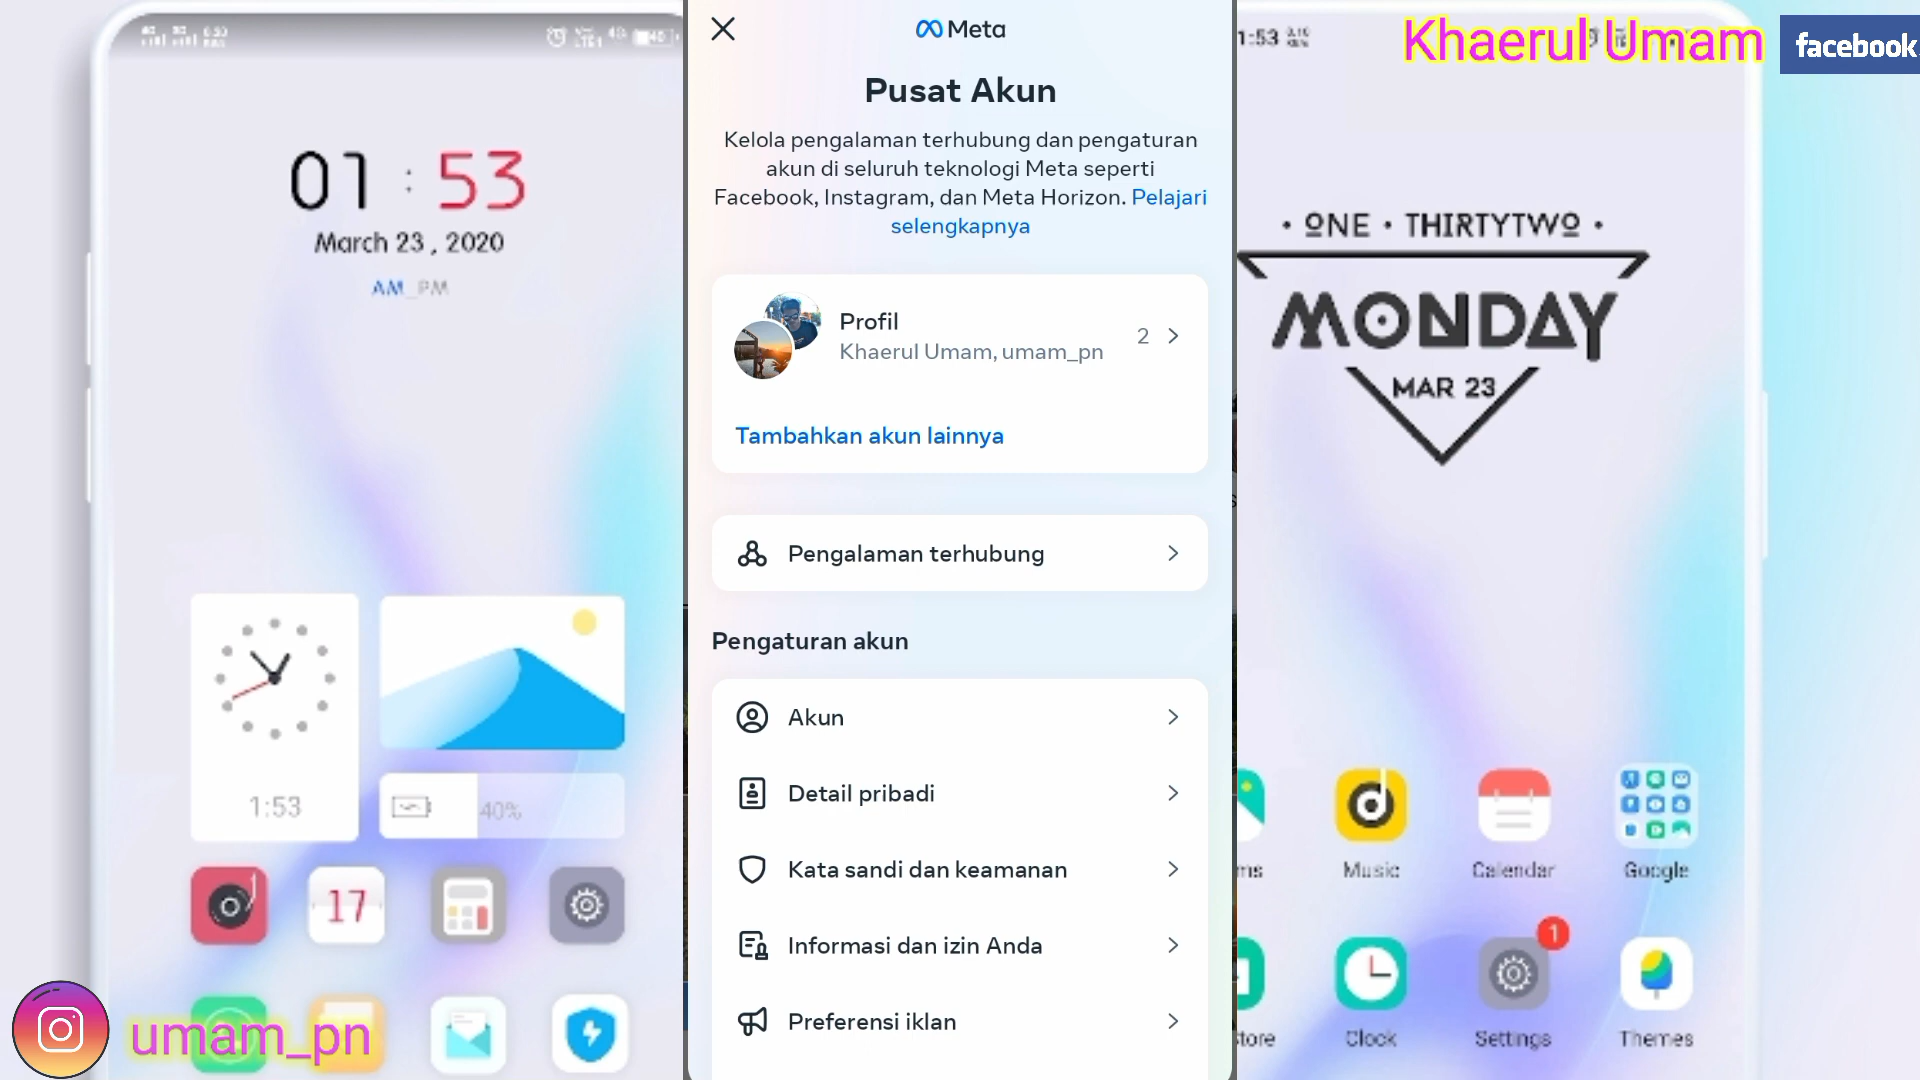 01 : 53
March 23 , 2020
AM_PM
1:53
40%
17
umam_pn
Meta
Pusat Akun
Kelola pengalaman terhubung dan pengaturan
akun di seluruh teknologi Meta seperti
Facebook, Instagram, dan Meta Horizon. Pelajari
selengkapnya
Profil
Khaerul Umam, umam_pn
2
Tambahkan akun lainnya
Pengalaman terhubung
Pengaturan akun
Akun
Detail pribadi
Kata sandi dan keamanan
Informasi dan izin Anda
Preferensi iklan
1:53
Khaerul Umam
facebook
• ONE • THIRTYTWO •
MONDAY
MAR 23
Music
Calendar
Google
1
Clock
Settings
Themes